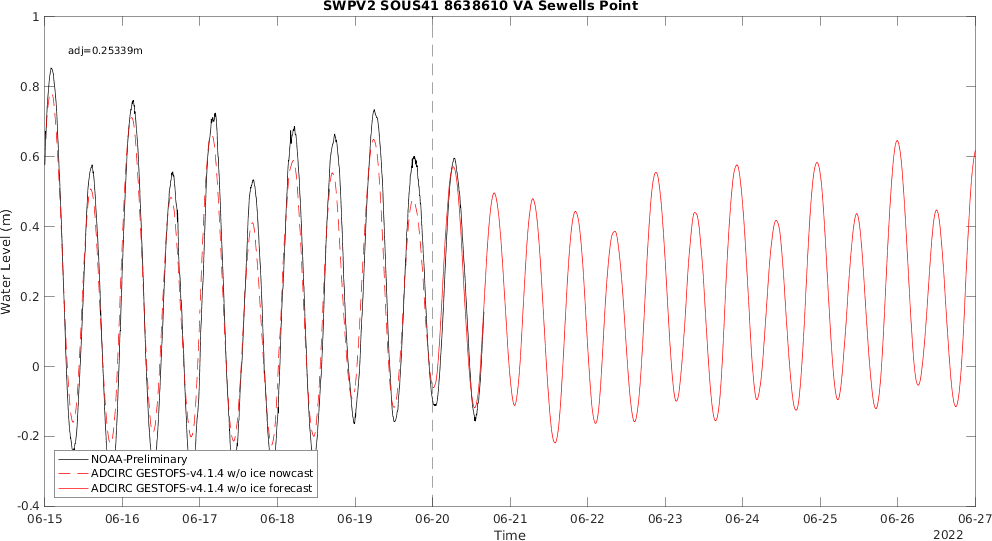 SWPV2 SOUS41 8638610 VA Sewells Point
adj=0.25339m
1
0.8
0.6
0.4
0.2
0
-0.2
-0.4
Water Level (m)
NOAA-Preliminary
ADCIRC GESTOFS-v4.1.4 w/o ice nowcast
ADCIRC GESTOFS-v4.1.4 w/o ice forecast
06-15 06-16 06-17 06-18 06-19 06-20 06-21 06-22 06-23 06-24 06-25 06-26 06-27
Time
2022